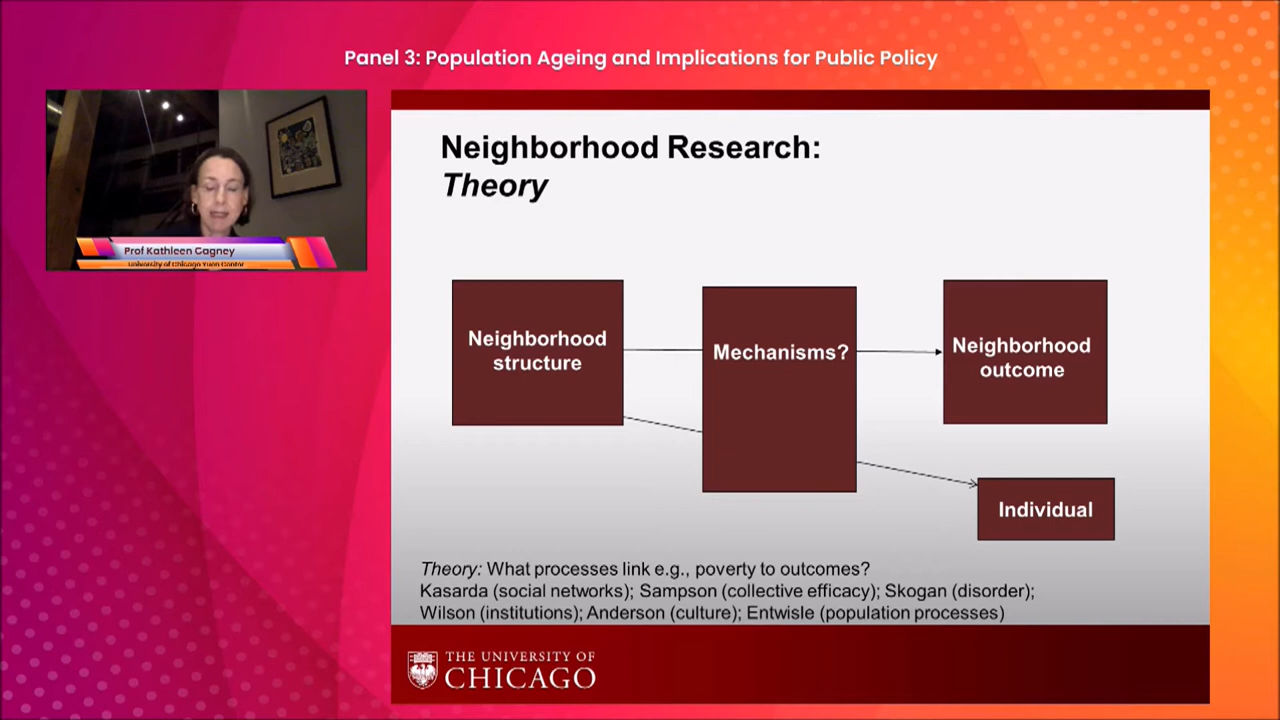 Panel 3: Population Ageing and Implications for Public Policy
Prof Kathleen Cagney
University of Chicago Yuen Center
Neighborhood Research:
Theory
Neighborhood
structure
Mechanisms?
Neighborhood
outcome
Individual
Theory: What processes link e.g., poverty to outcomes?
Kasarda (social networks); Sampson (collective efficacy); Skogan (disorder);
Wilson (institutions); Anderson (culture); Entwisle (population processes)
THE UNIVERSITY OF
CHICAGO